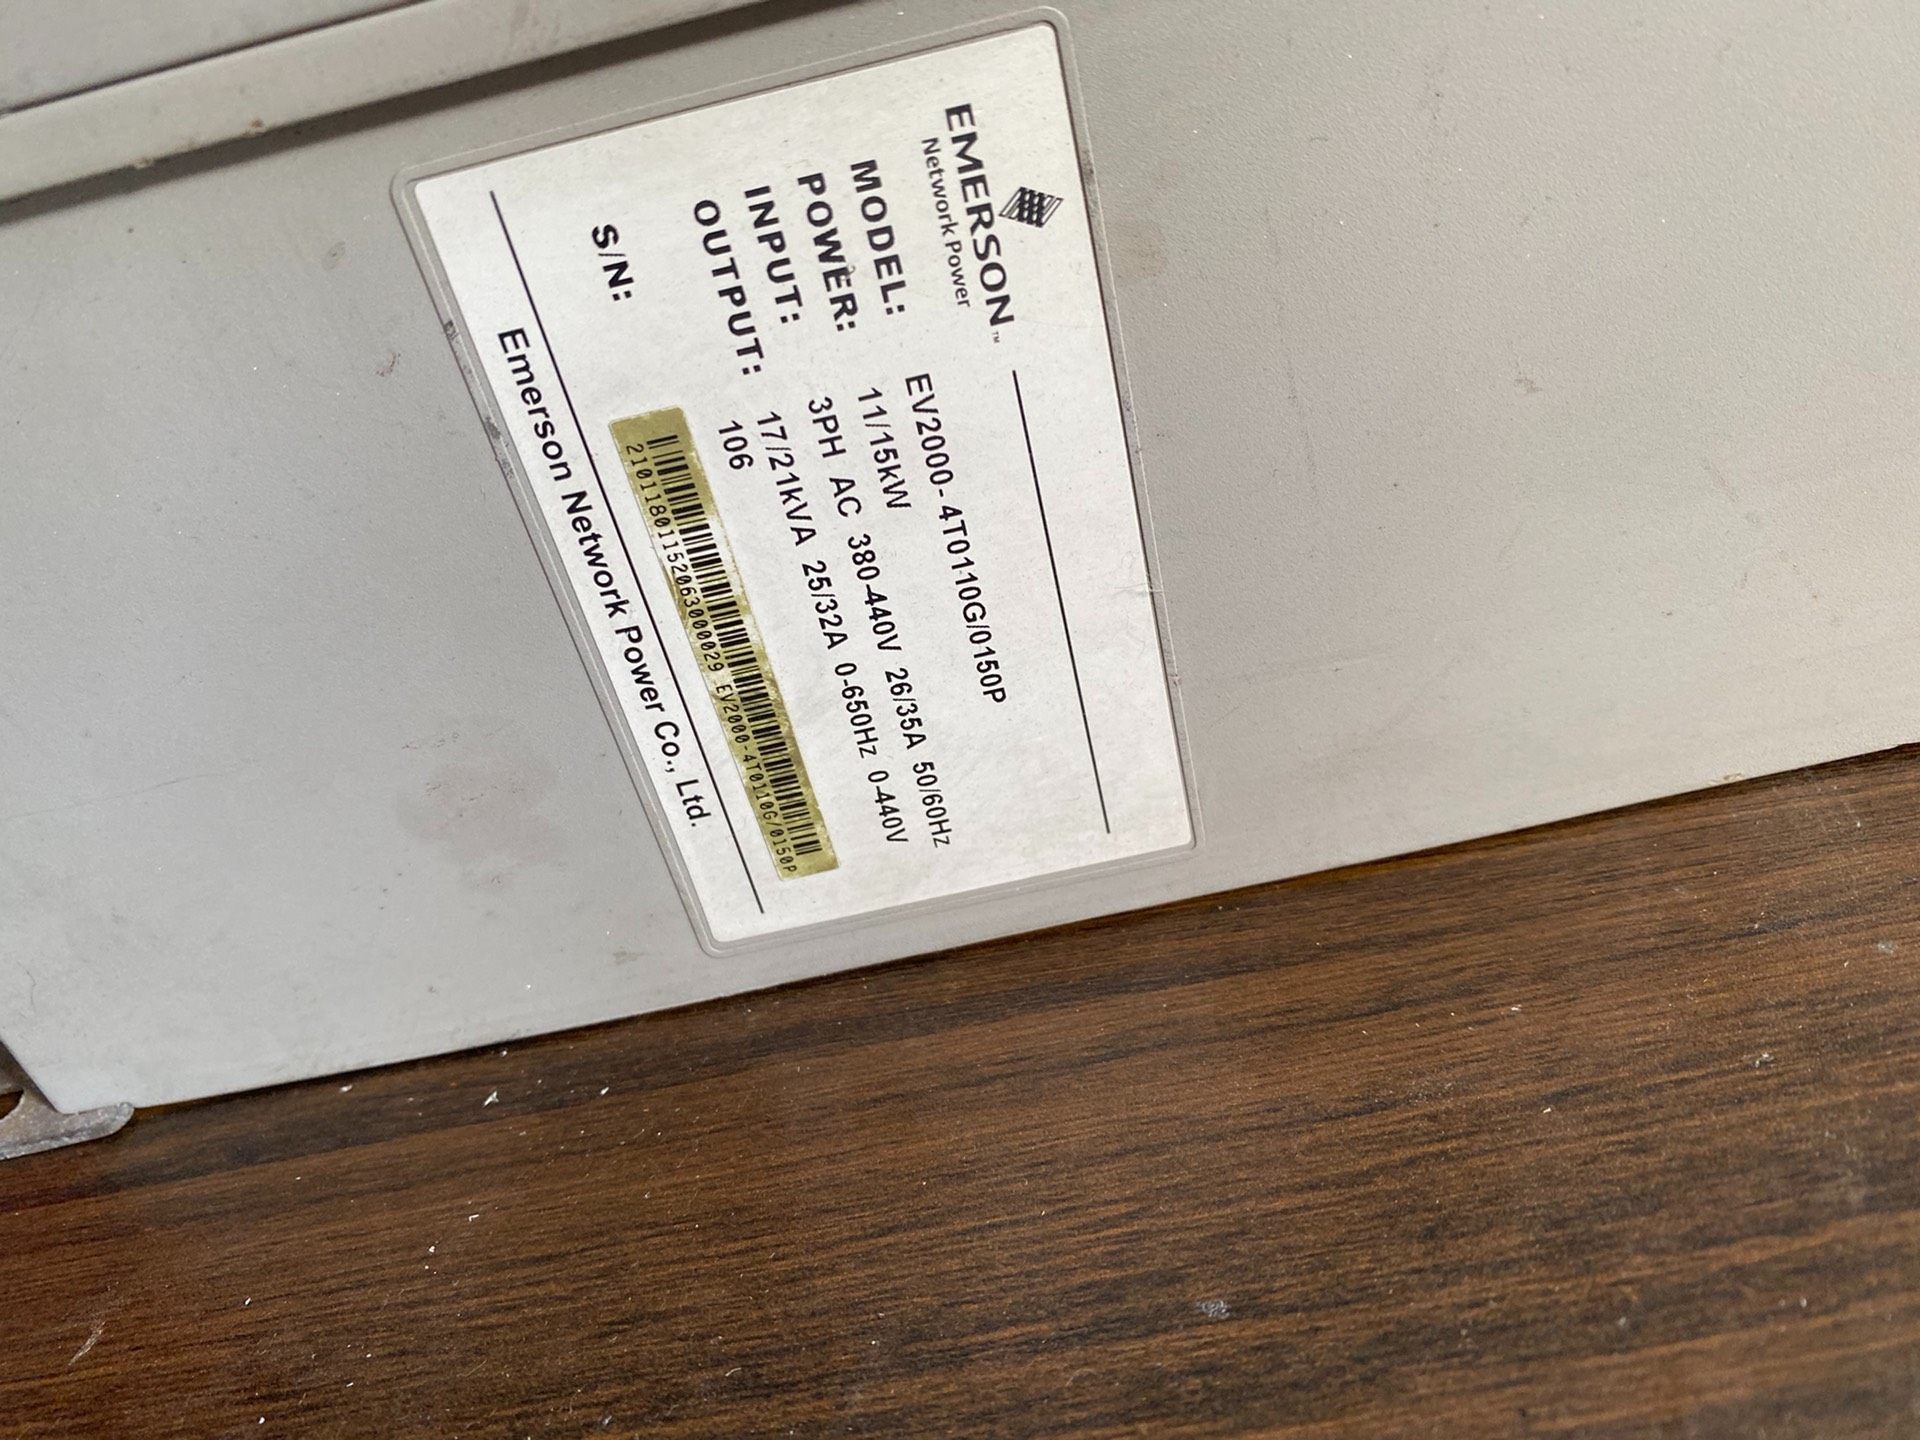 EMERSON™
Network Power
MODEL: EV2000-4T0110G/0150P
POWER: 11/15kW
INPUT: 3PH AC 380-440V 26/35A 50/60Hz
OUTPUT: 17/21kVA 25/32A 0-650Hz 0-440V
106
S/N:
21011801152063000029 EV2000-4T0110G/0150P
Emerson Network Power Co., Ltd.